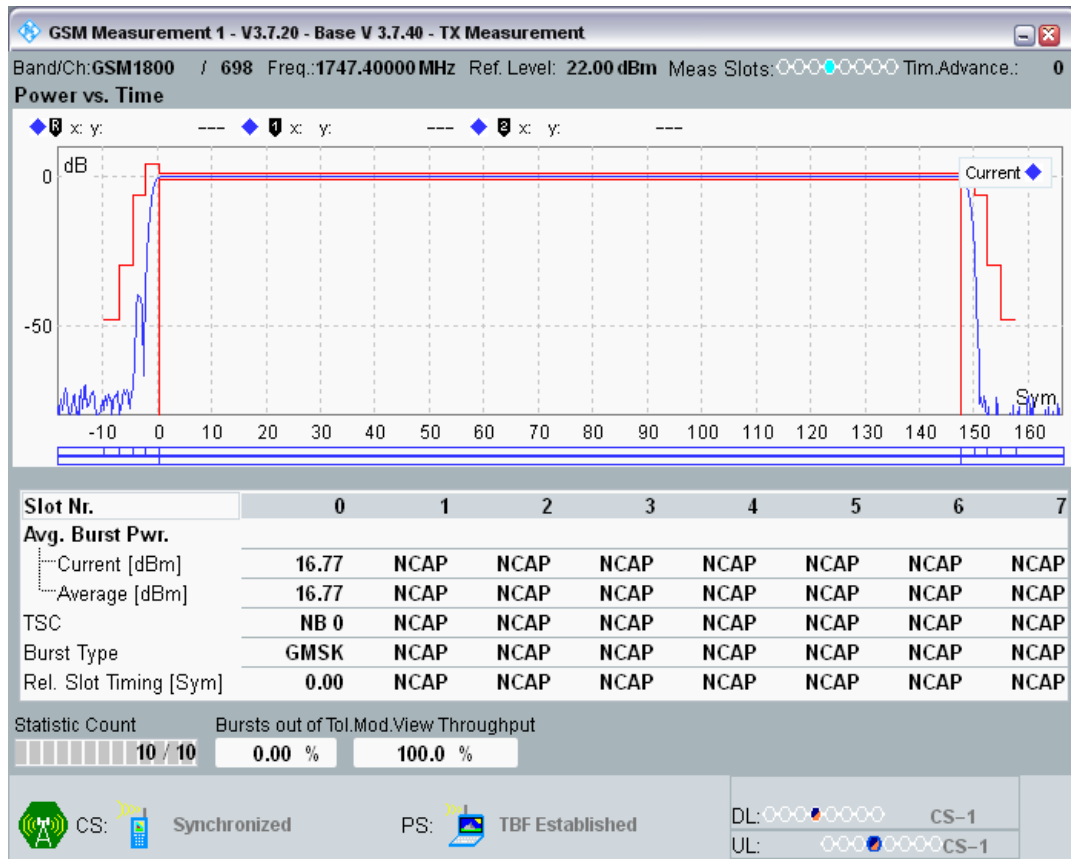 GSM Measurement 1 - V3.7.20 - Base V 3.7.40 - TX Measurement
Band/Ch:GSM1800 / 698 Freq.:1747.40000 MHz Ref. Level: 22.00 dBm Meas Slots: Tim.Advance.: 0
Power vs. Time
R x: y: --- 1 x: y: --- 2 x: y: ---
dB
0
Current
-50
Sym
-10 0 10 20 30 40 50 60 70 80 90 100 110 120 130 140 150 160
Slot Nr. 0 1 2 3 4 5 6 7
Avg. Burst Pwr.
Current [dBm] 16.77 NCAP NCAP NCAP NCAP NCAP NCAP NCAP
Average [dBm] 16.77 NCAP NCAP NCAP NCAP NCAP NCAP NCAP
TSC NB 0 NCAP NCAP NCAP NCAP NCAP NCAP NCAP
Burst Type GMSK NCAP NCAP NCAP NCAP NCAP NCAP NCAP
Rel. Slot Timing [Sym] 0.00 NCAP NCAP NCAP NCAP NCAP NCAP NCAP
Statistic Count Bursts out of Tol.Mod.View Throughput
10 / 10 0.00 % 100.0 %
CS: Synchronized PS: TBF Established
DL: CS-1
UL: CS-1